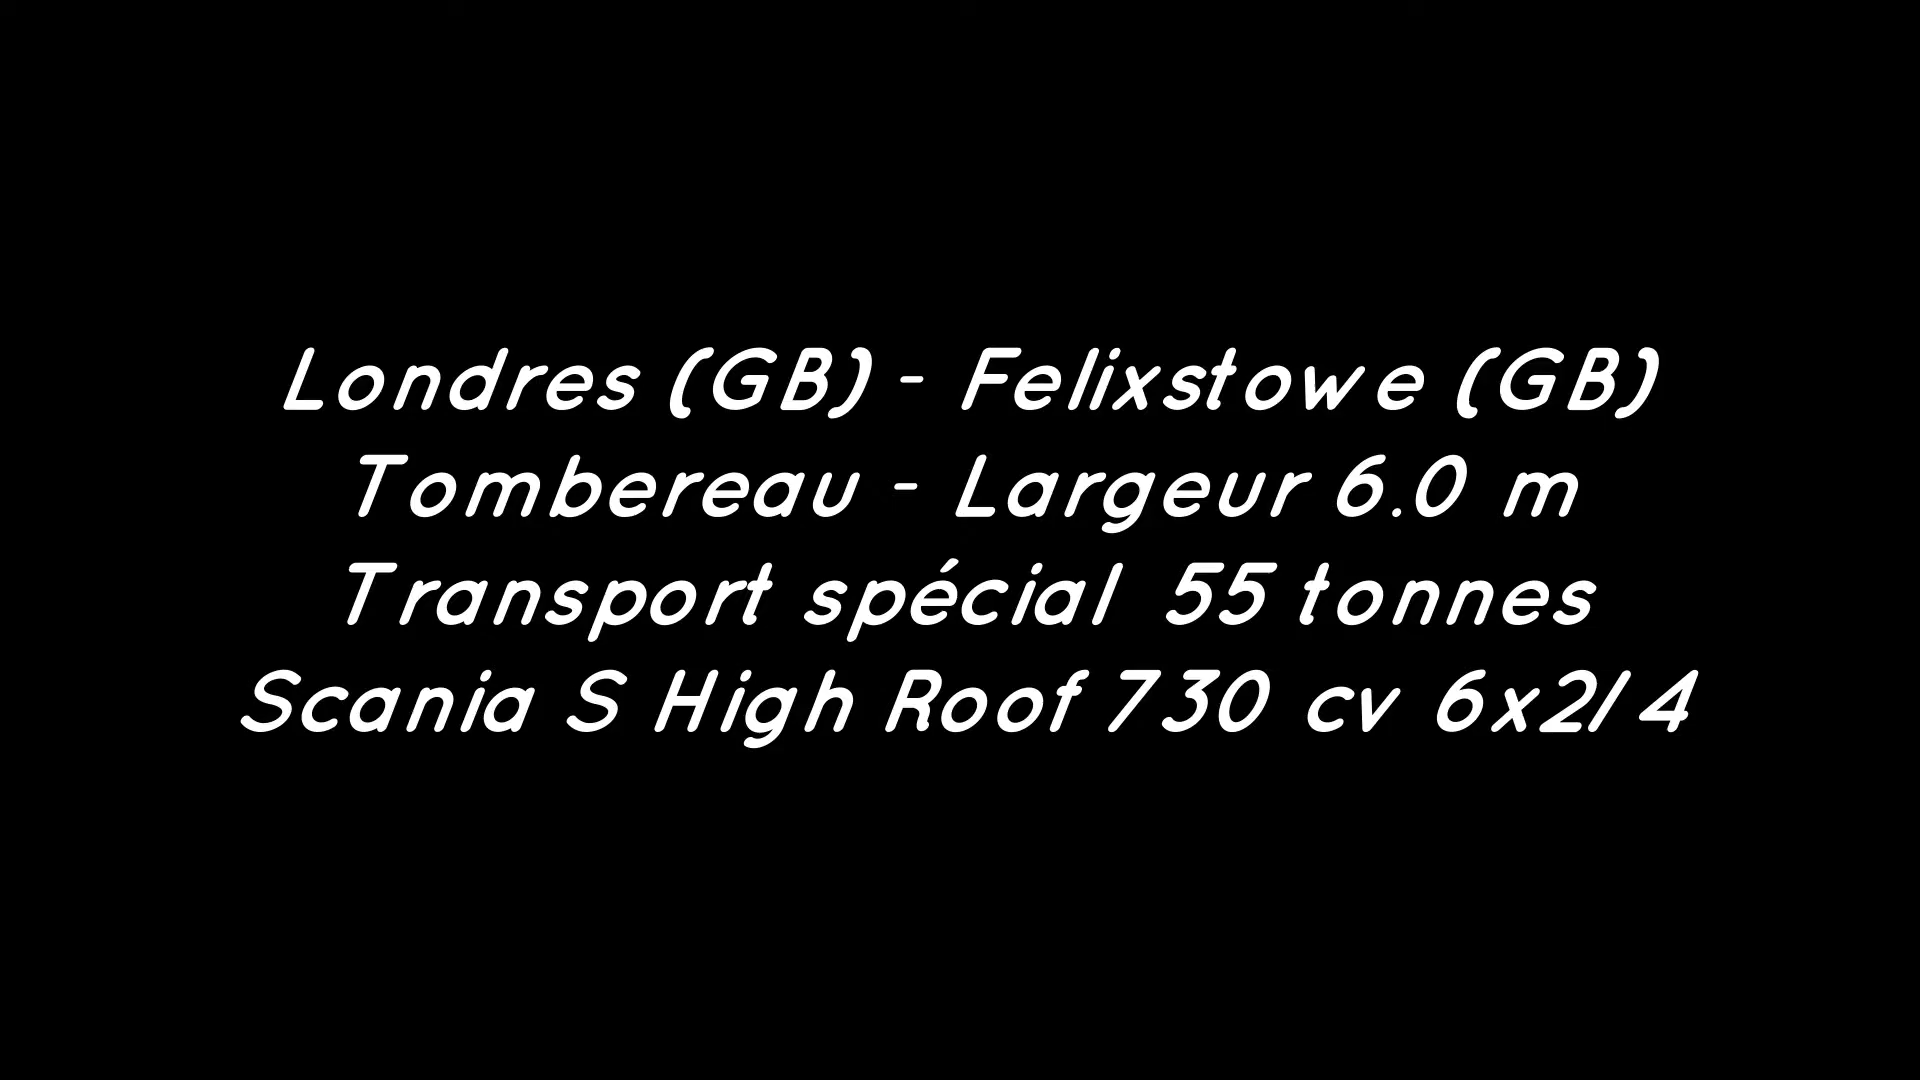 Londres (GB) - Felixstowe (GB)
Tombereau - Largeur 6.0 m
Transport spécial 55 tonnes
Scania S High Roof 730 cv 6x2/4